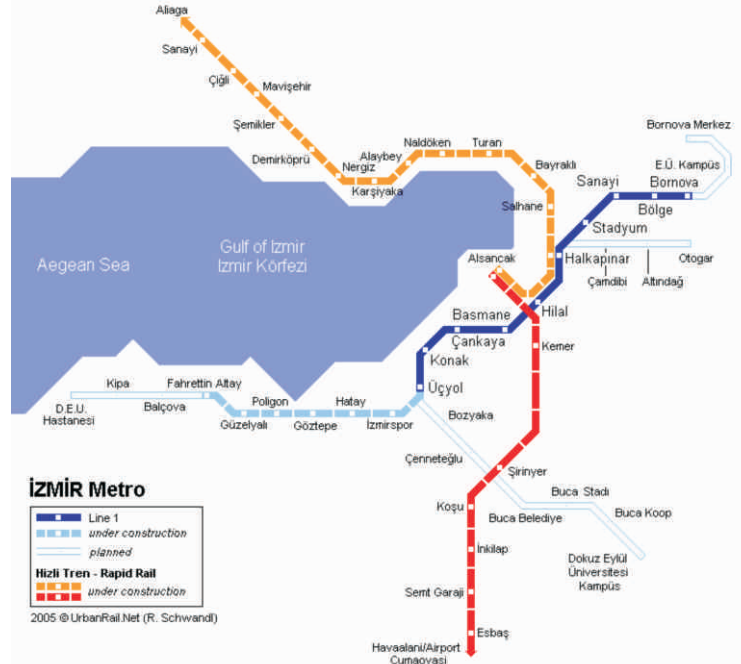 Aliaga
Sanayi
Çiğli
Mavişehir
Şemikler
Demirköprü
Nergiz
Karşiyaka
Alaybey
Naldöken
Turan
Bayraklı
Salhane
Bornova Merkez
E.Ü. Kampüs
Sanayi
Bornova
Bölge
Stadyum
Halkapınar
Otogar
Çamdibi
Altındağ
Alsancak
Hilal
Gulf of Izmir
Izmir Körfezi
Aegean Sea
Basmane
Çankaya
Konak
Kemer
Üçyol
Kipa
Fahrettin Altay
D.E.U.
Hastanesi
Balçova
Poligon
Hatay
Güzelyalı
Göztepe
İzmirspor
Bozyaka
Çenneteğlu
Şirinyer
Koşu
Buca Stadı
Buca Belediye
Buca Koop
İnkilap
Dokuz Eylül
Üniversitesi
Kampüs
Semt Garaji
Esbaş
Havaalani/Airport
Cumaovasi
İZMİR Metro
Line 1
under construction
planned
Hizli Tren - Rapid Rail
under construction
2005 © UrbanRail.Net (R. Schwandl)